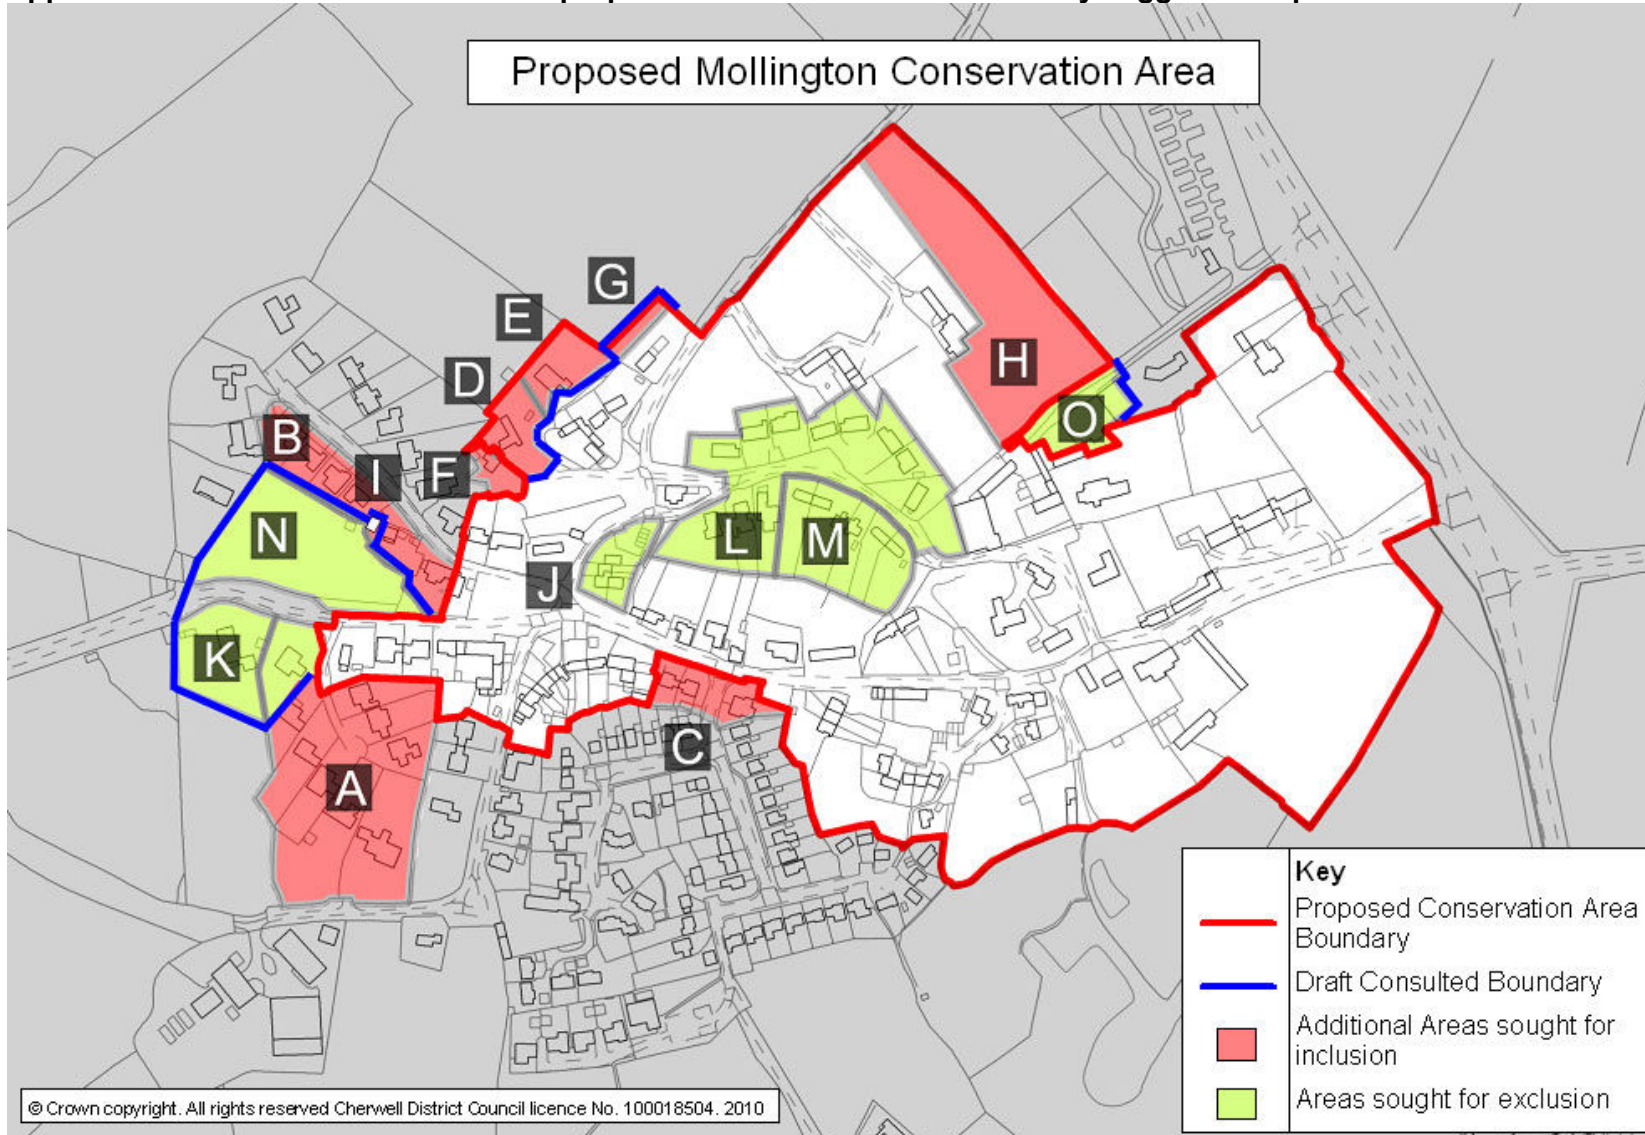 Proposed Mollington Conservation Area
G
E
D
H
B
I
F
O
N
L
M
J
K
C
A
Key
Proposed Conservation Area
Boundary
Draft Consulted Boundary
Additional Areas sought for
inclusion
Areas sought for exclusion
© Crown copyright. All rights reserved Cherwell District Council licence No. 100018504. 2010